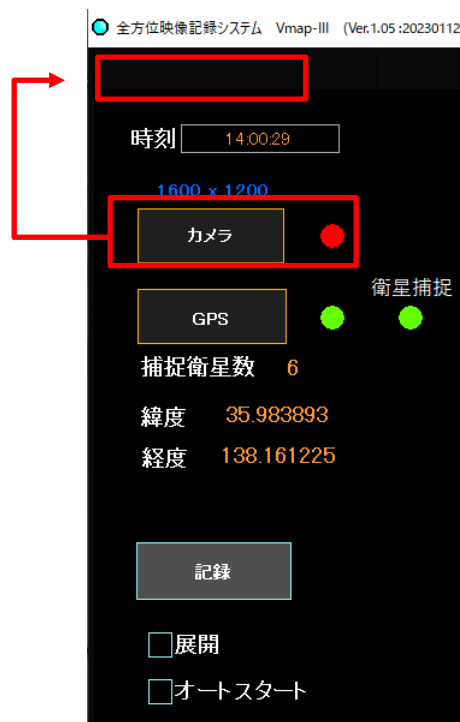 全方位映像記録システム Vmap-III (Ver.1.05 :20230112
時刻 14:00:29
1600 x 1200
カメラ
衛星捕捉
GPS
捕捉衛星数 6
緯度 35.983893
経度 138.161225
記録
展開
オートスタート